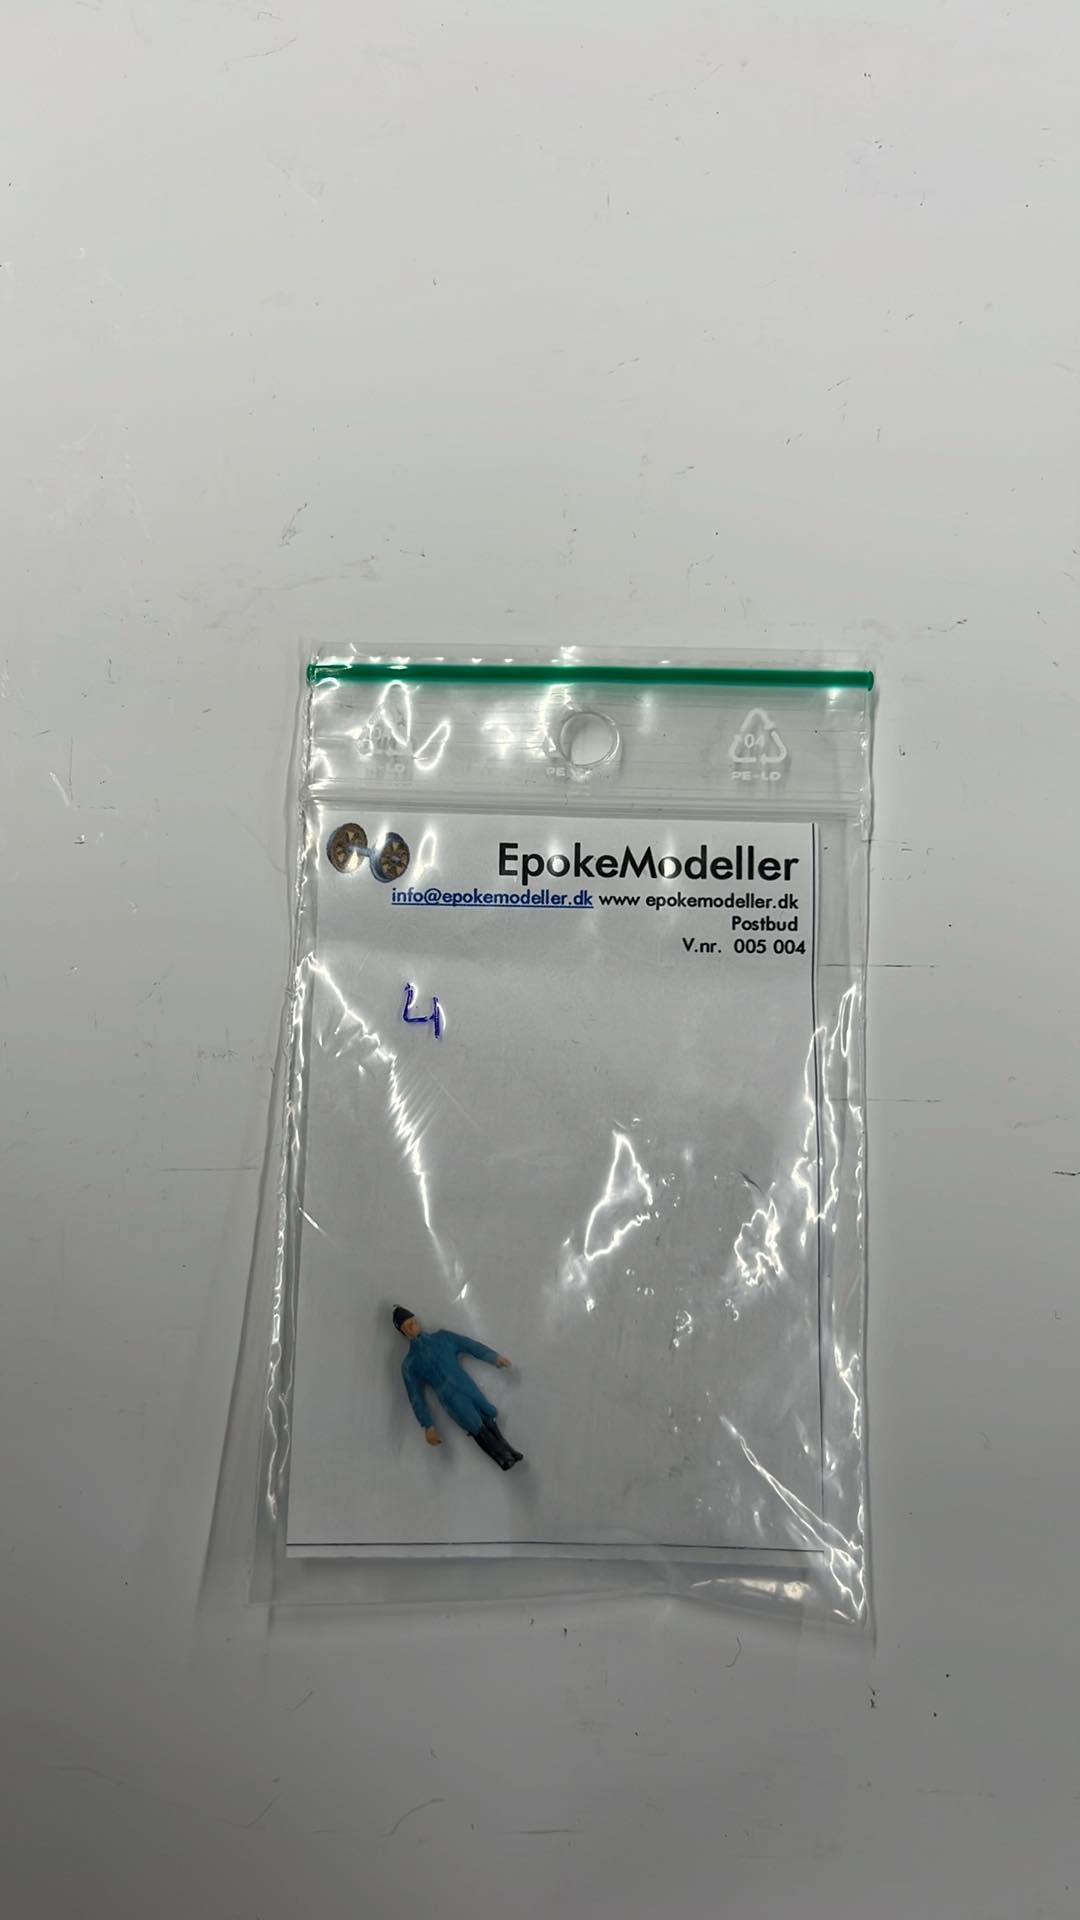 04
PE-LD
EpokeModeller
info@epokemodeller.dk www epokemodeller.dk
Postbud
V.nr. 005 004
4